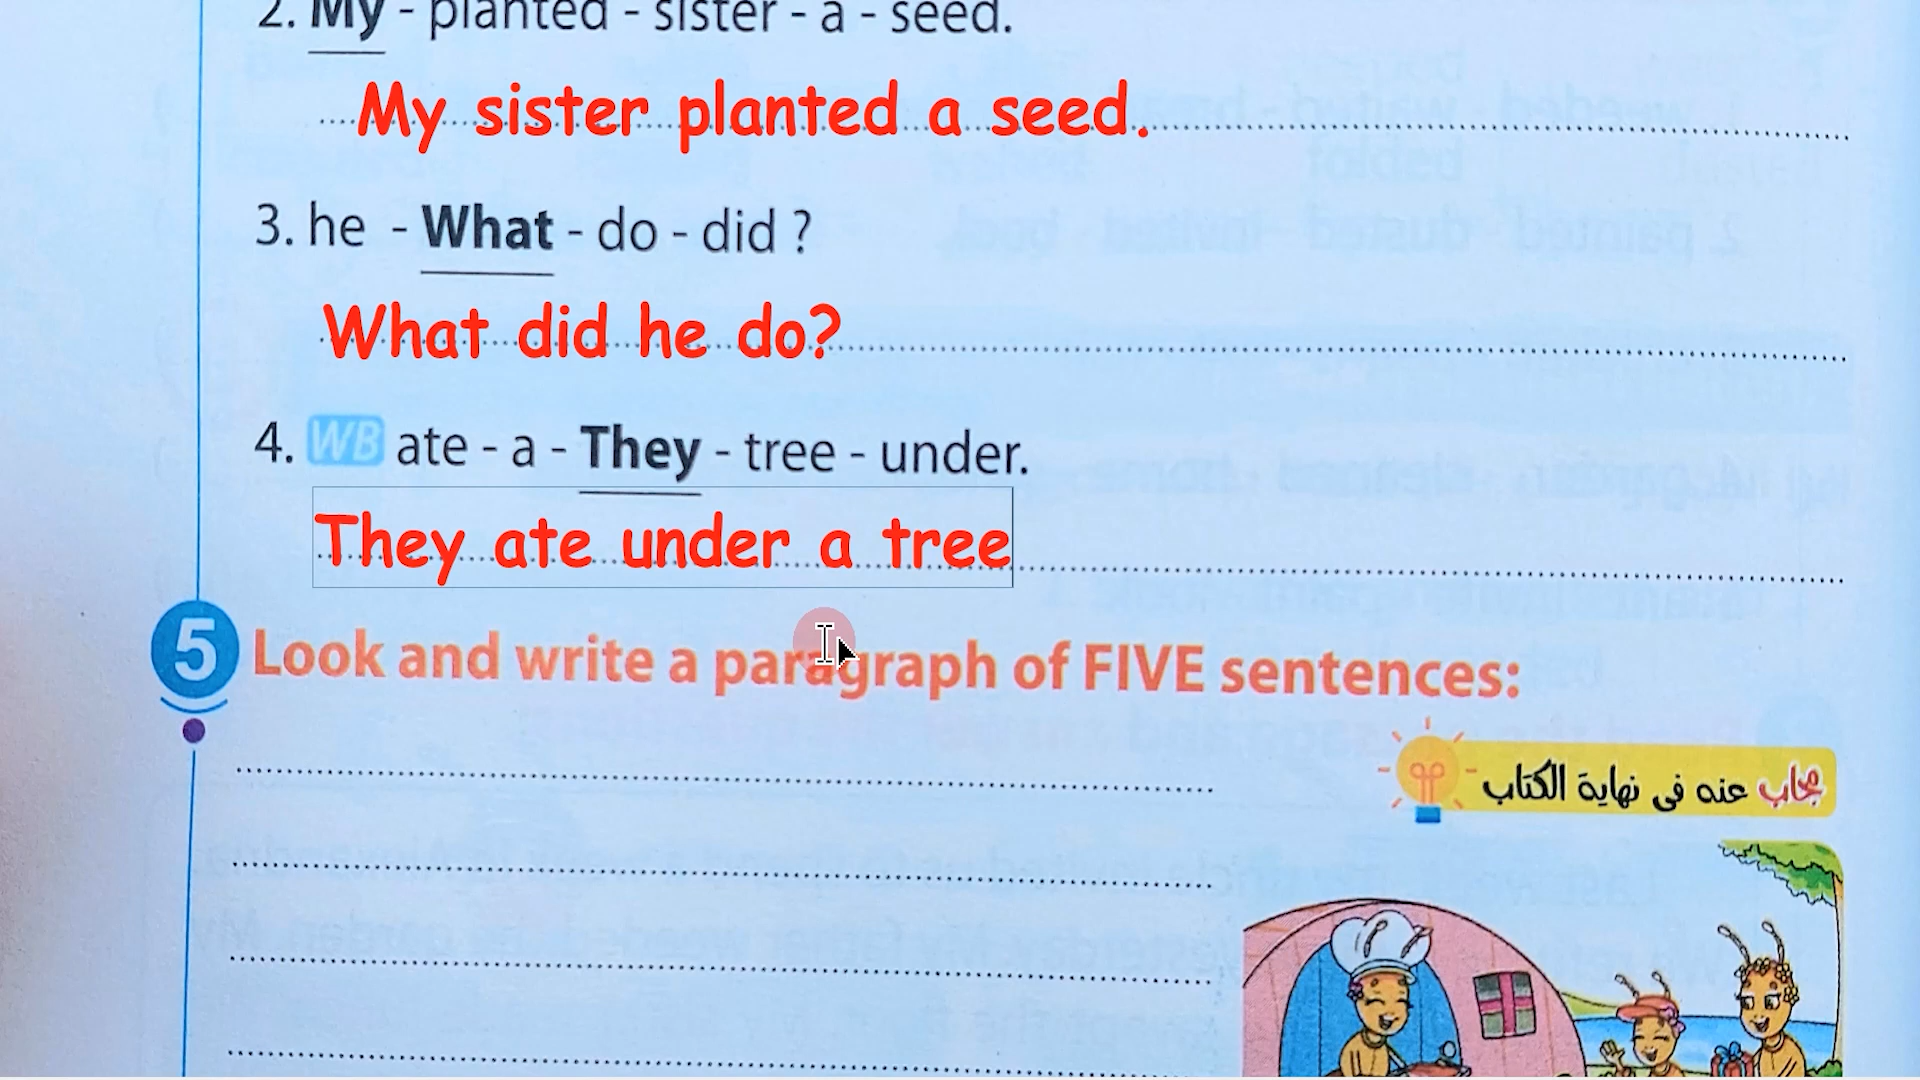 2. My - planted - sister - a - seed.
My sister planted a seed.
3. he - What - do - did ?
What did he do?
4. WB ate - a - They - tree - under.
They ate under a tree
5 Look and write a paragraph of FIVE sentences:
مجاب عنه فى نهاية الكتاب